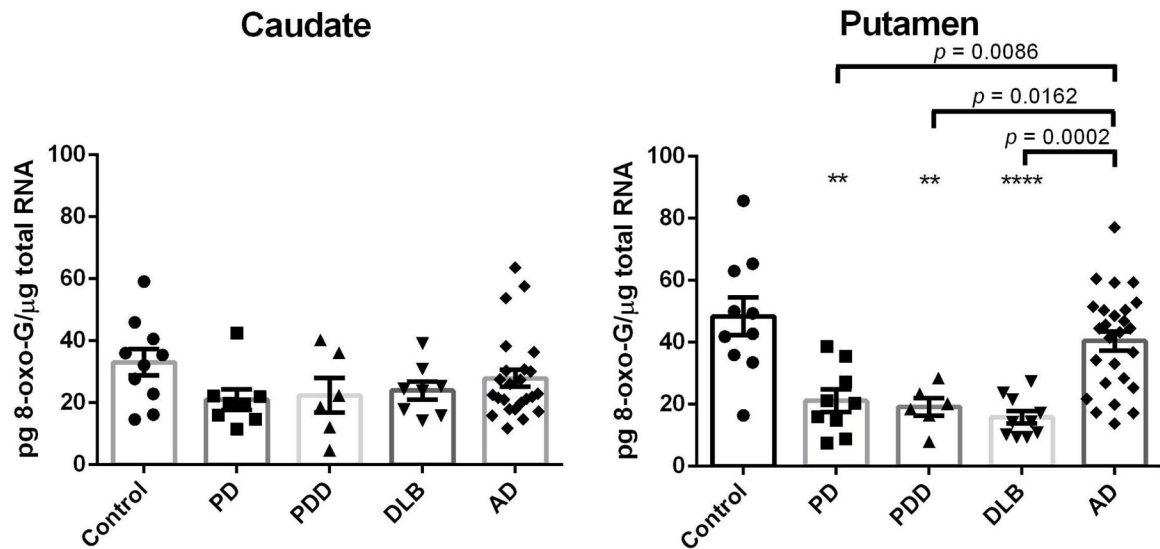 Caudate
pg 8-oxo-G/μg total RNA
100
80
60
40
20
0
Control
PD
PDD
DLB
AD
Putamen
p = 0.0086
p = 0.0162
p = 0.0002
pg 8-oxo-G/μg total RNA
100
80
60
40
20
0
**
**
****
Control
PD
PDD
DLB
AD